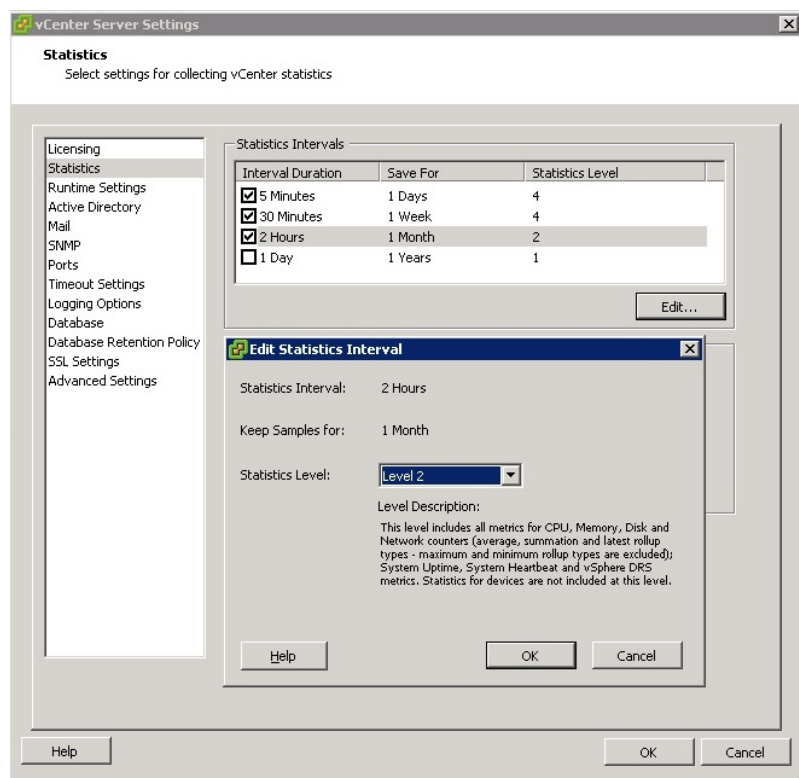 vCenter Server Settings
Statistics
Select settings for collecting vCenter statistics
Licensing
Statistics
Runtime Settings
Active Directory
Mail
SNMP
Ports
Timeout Settings
Logging Options
Database
Database Retention Policy
SSL Settings
Advanced Settings
Statistics Intervals
Interval Duration Save For Statistics Level
5 Minutes 1 Days 4
30 Minutes 1 Week 4
2 Hours 1 Month 2
1 Day 1 Years 1
Edit...
Edit Statistics Interval
Statistics Interval: 2 Hours
Keep Samples for: 1 Month
Statistics Level: Level 2
Level Description:
This level includes all metrics for CPU, Memory, Disk and
Network counters (average, summation and latest rollup
types - maximum and minimum rollup types are excluded);
System Uptime, System Heartbeat and vSphere DRS
metrics. Statistics for devices are not included at this level.
Help OK Cancel
Help OK Cancel